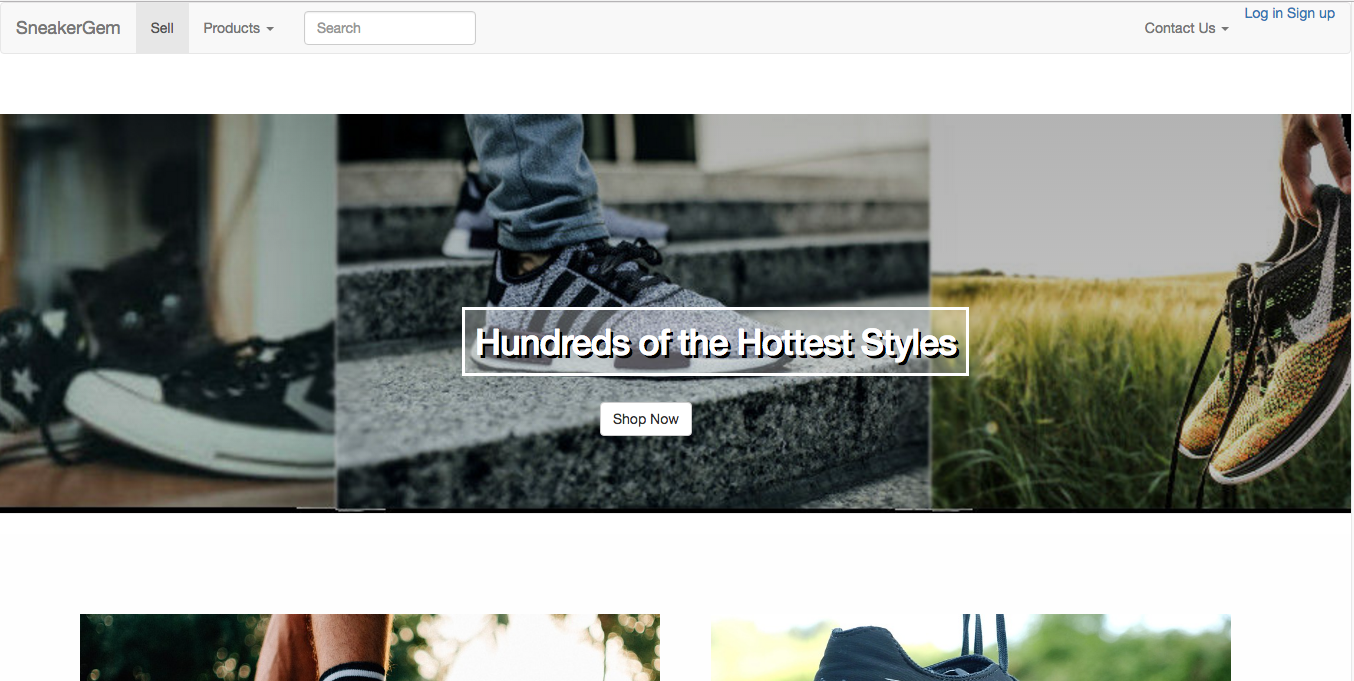 SneakerGem Sell Products Search Contact Us Log in Sign up
Hundreds of the Hottest Styles
Shop Now